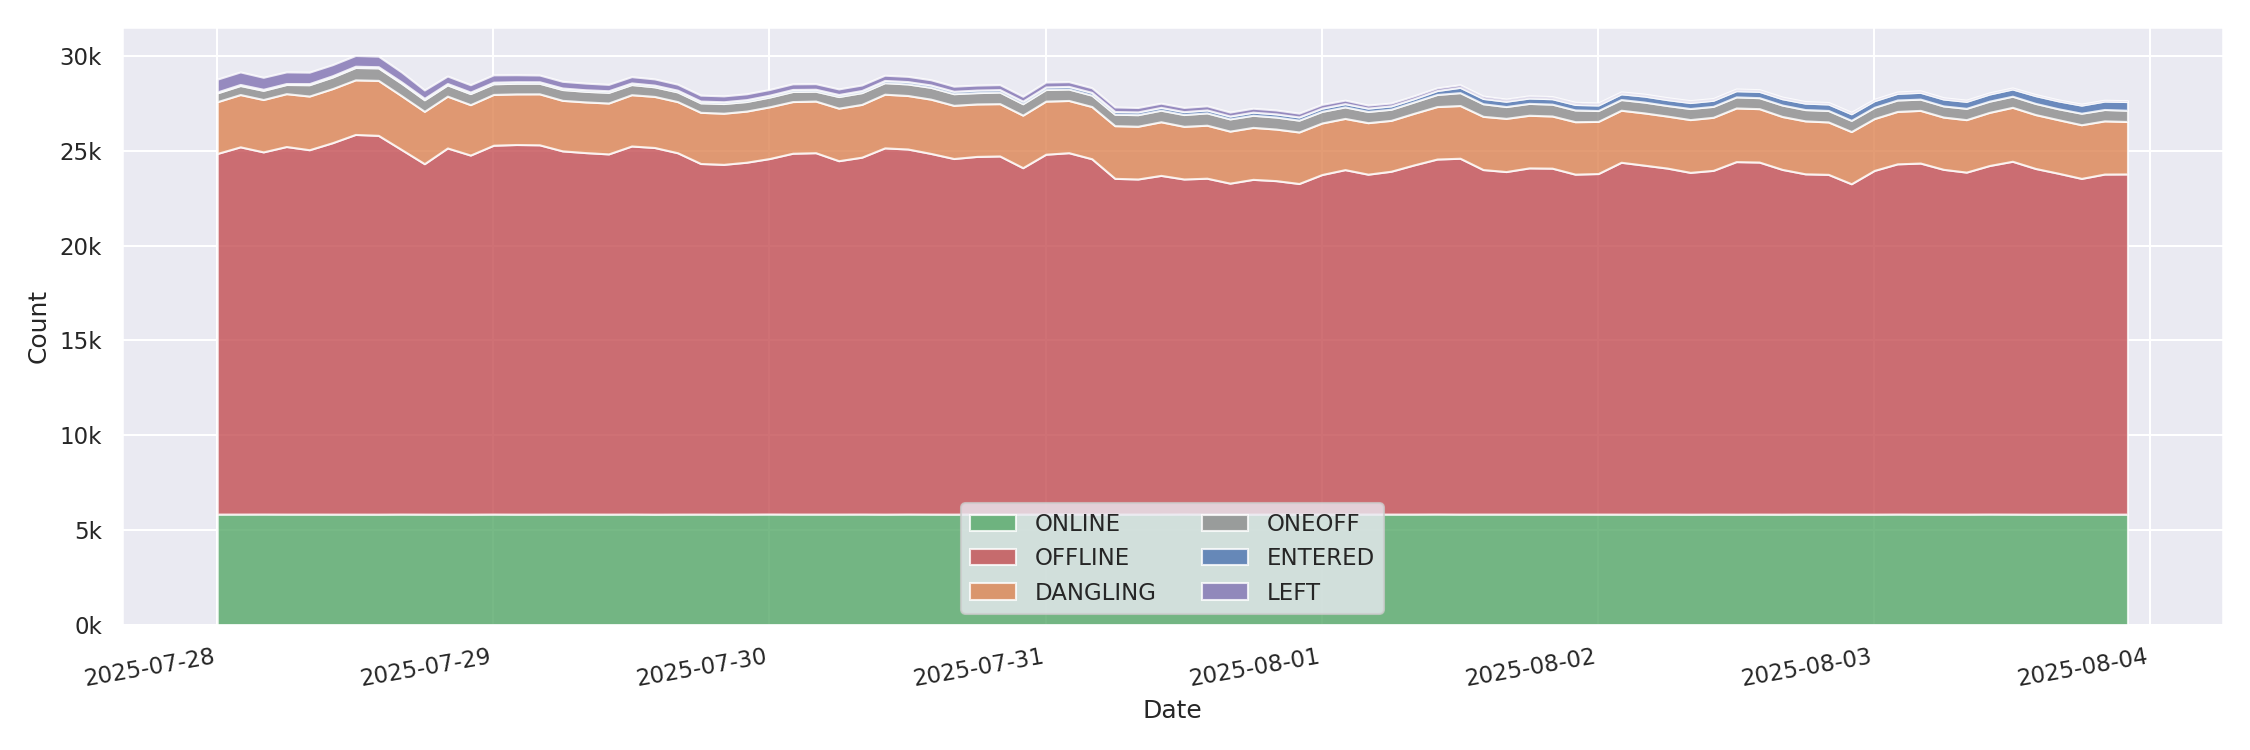 30k
25k
20k
15k
10k
5k
0k
Count
ONLINE
OFFLINE
DANGLING
ONEOFF
ENTERED
LEFT
2025-07-28
2025-07-29
2025-07-30
2025-07-31
2025-08-01
2025-08-02
2025-08-03
2025-08-04
Date